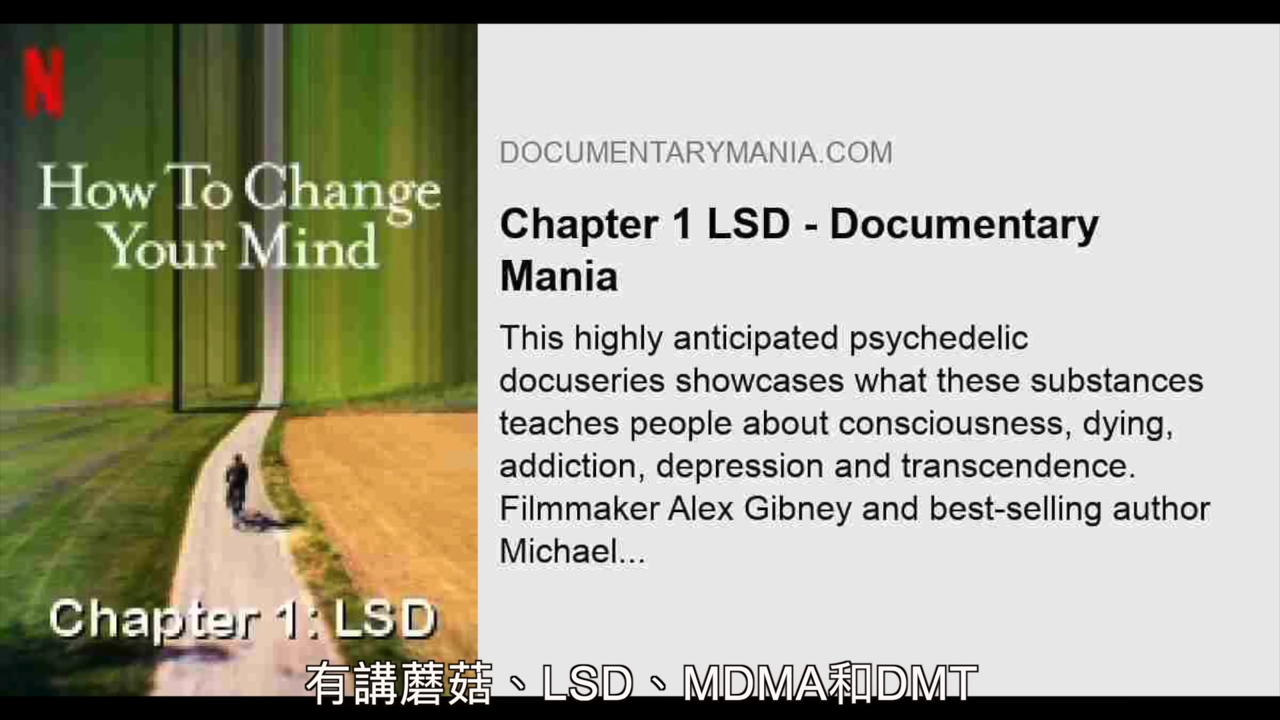 N
How To Change
Your Mind
Chapter 1: LSD
DOCUMENTARYMANIA.COM
Chapter 1 LSD - Documentary
Mania
This highly anticipated psychedelic
docuseries showcases what these substances
teaches people about consciousness, dying,
addiction, depression and transcendence.
Filmmaker Alex Gibney and best-selling author
Michael...
有講蘑菇、LSD、MDMA和DMT